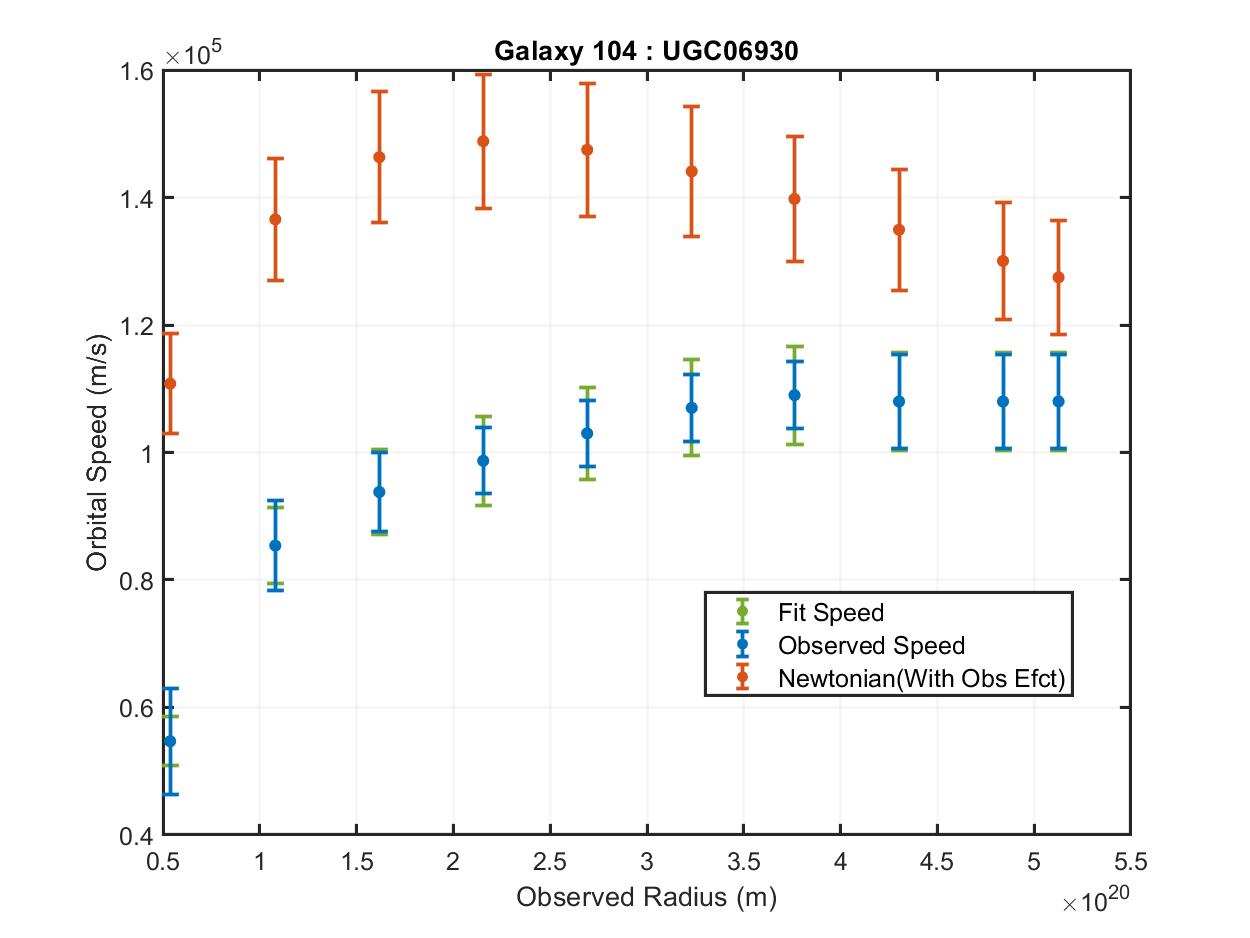 Galaxy 104 : UGC06930
×10^5
1.6
1.4
1.2
1
0.8
0.6
0.4
Orbital Speed (m/s)
Fit Speed
Observed Speed
Newtonian(With Obs Efct)
0.5 1 1.5 2 2.5 3 3.5 4 4.5 5 5.5
Observed Radius (m)
×10^20